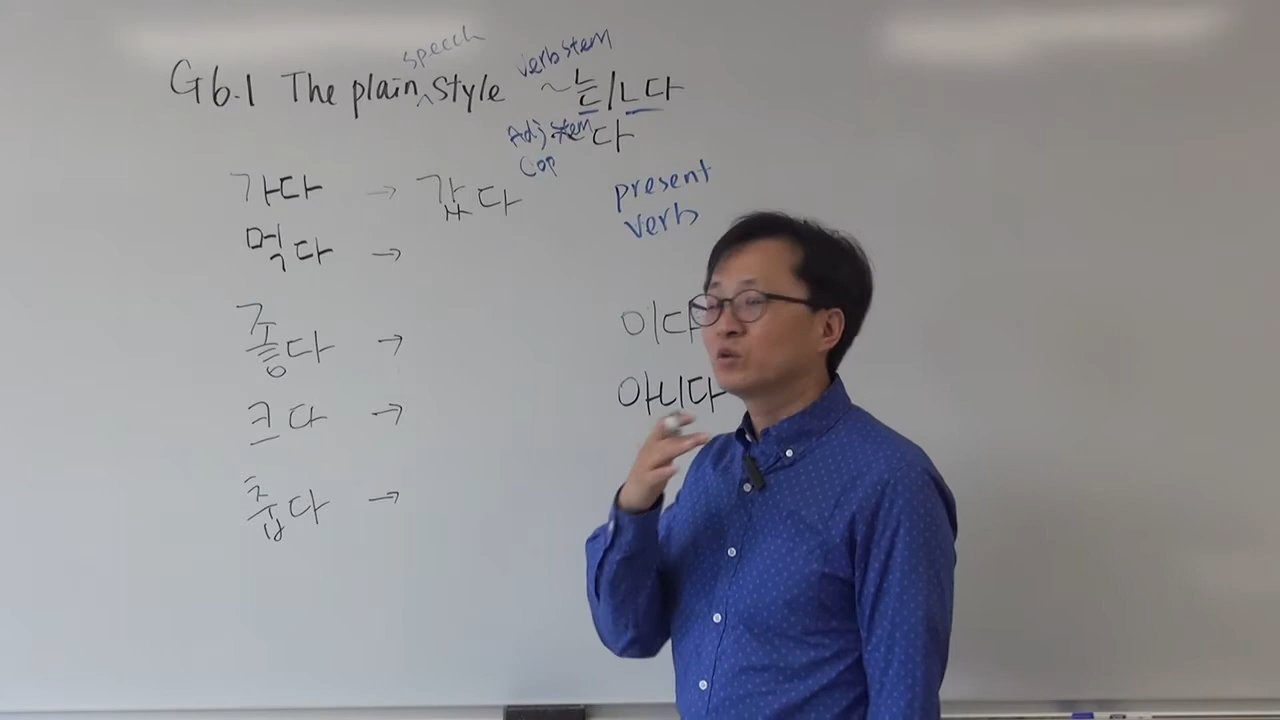 speech
G6.1 The plain ^ style
verb stem
~는/ㄴ다
Adj stem 다
Cop
가다 → 갑다
먹다 →
좋다 →
크다 →
춥다 →
present
verb
이다
아니다